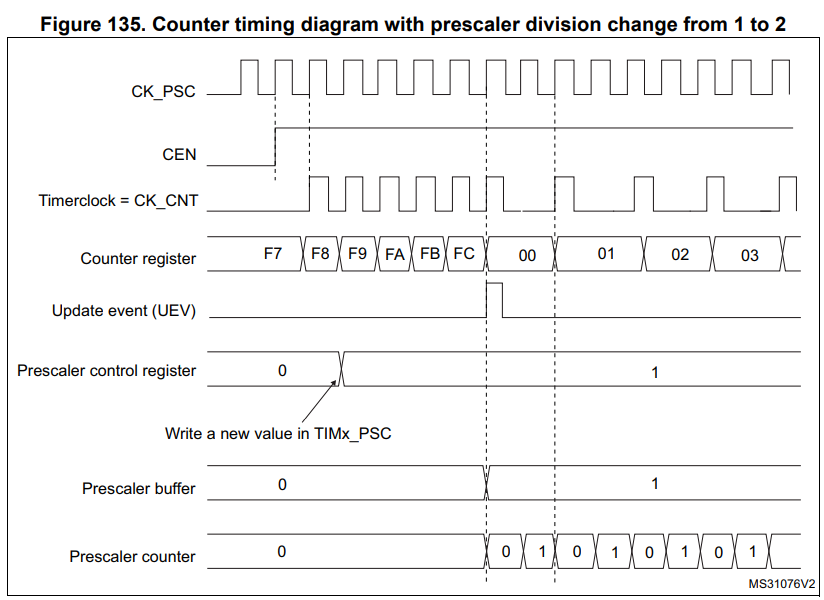 Figure 135. Counter timing diagram with prescaler division change from 1 to 2
CK_PSC
CEN
Timerclock = CK_CNT
Counter register F7 F8 F9 FA FB FC 00 01 02 03
Update event (UEV)
Prescaler control register 0 1
Write a new value in TIMx_PSC
Prescaler buffer 0 1
Prescaler counter 0 0 1 0 1 0 1 0 1
MS31076V2